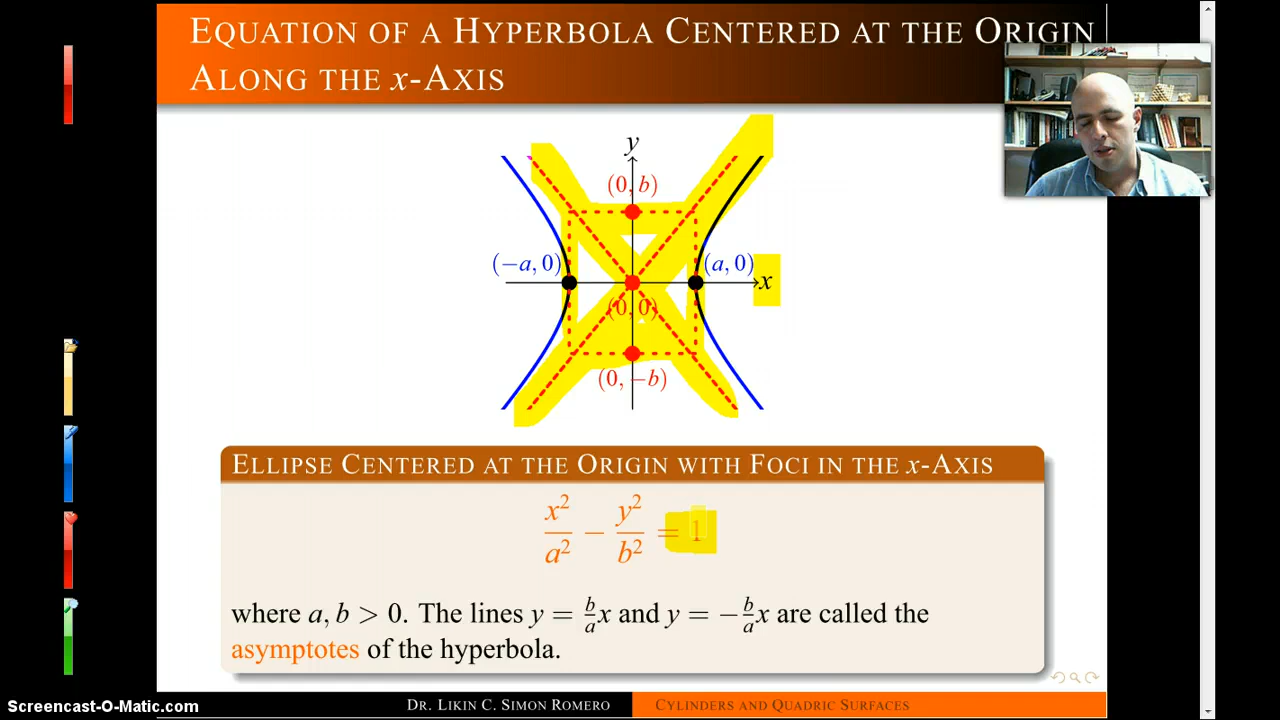 EQUATION OF A HYPERBOLA CENTERED AT THE ORIGIN
ALONG THE x-AXIS
y
(0, b)
(−a, 0)
(a, 0)
x
(0, 0)
(0, −b)
ELLIPSE CENTERED AT THE ORIGIN WITH FOCI IN THE x-AXIS
x²/a² − y²/b² = 1
where a, b > 0. The lines y = b/a x and y = −b/a x are called the
asymptotes of the hyperbola.
Screencast-O-Matic.com
DR. LIKIN C. SIMON ROMERO
CYLINDERS AND QUADRIC SURFACES